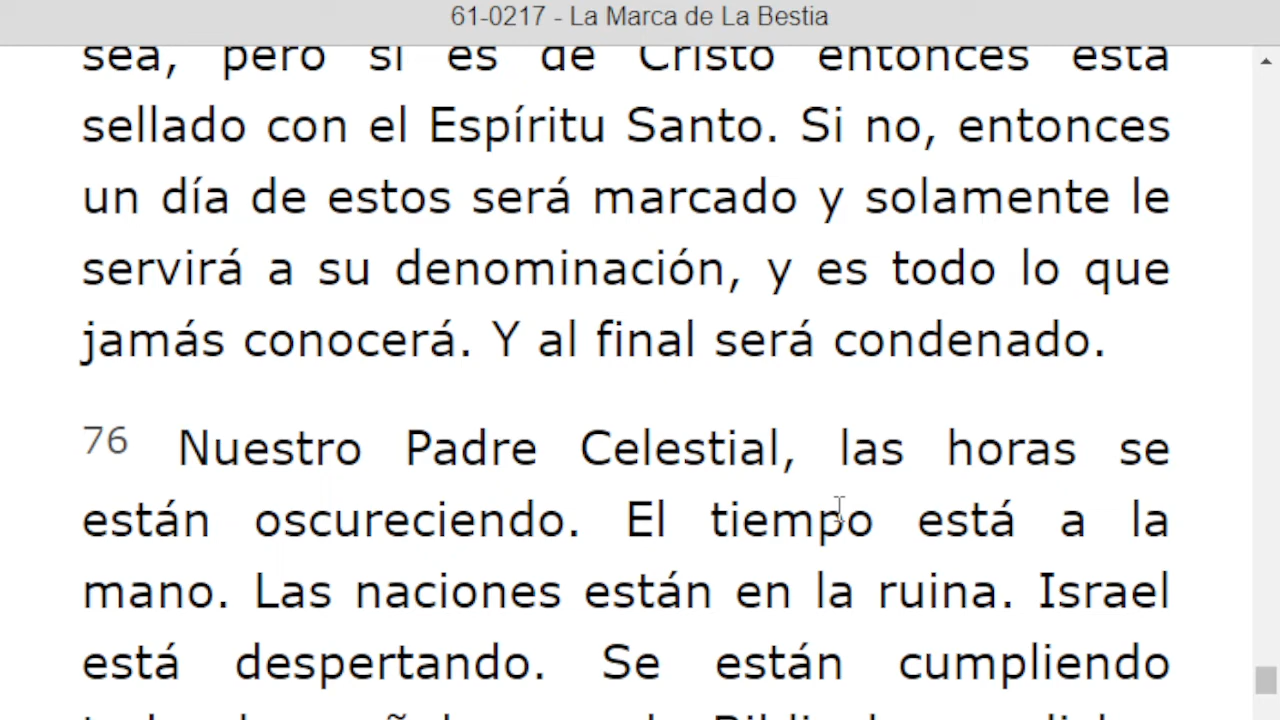 61-0217 - La Marca de La Bestia
sea, pero si es de Cristo entonces está
sellado con el Espíritu Santo. Si no, entonces
un día de estos será marcado y solamente le
servirá a su denominación, y es todo lo que
jamás conocerá. Y al final será condenado.
76 Nuestro Padre Celestial, las horas se
están oscureciendo. El tiempo está a la
mano. Las naciones están en la ruina. Israel
está despertando. Se están cumpliendo